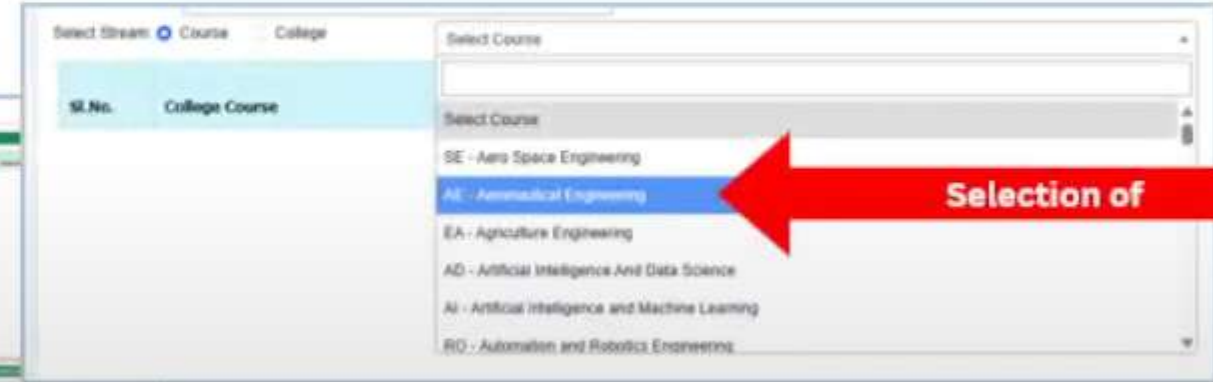 Select Stream Course College
Select Course
Sl.No. College Course
Select Course
SE - Aero Space Engineering
AE - Aeronautical Engineering
Selection of
EA - Agriculture Engineering
AD - Artificial Intelligence And Data Science
AI - Artificial Intelligence and Machine Learning
RO - Automation and Robotics Engineering